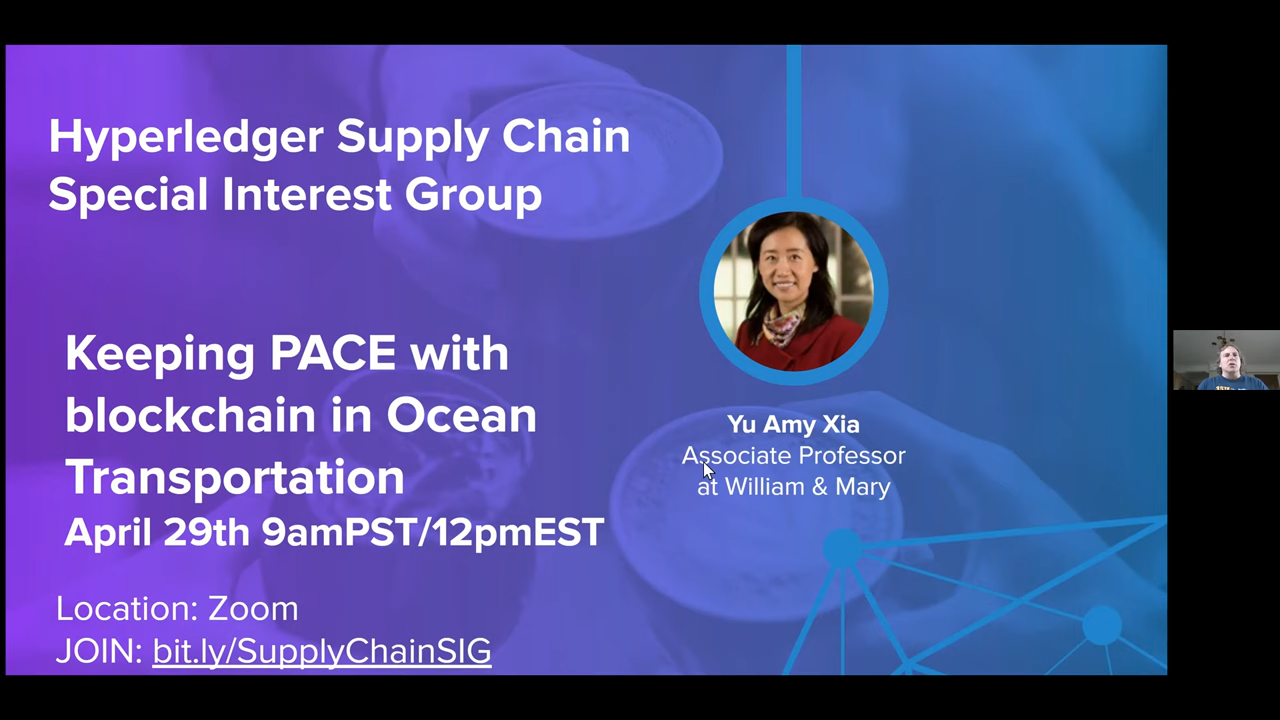 Hyperledger Supply Chain
Special Interest Group
Keeping PACE with
blockchain in Ocean
Transportation
April 29th 9amPST/12pmEST
Location: Zoom
JOIN: bit.ly/SupplyChainSIG
Yu Amy Xia
Associate Professor
at William & Mary